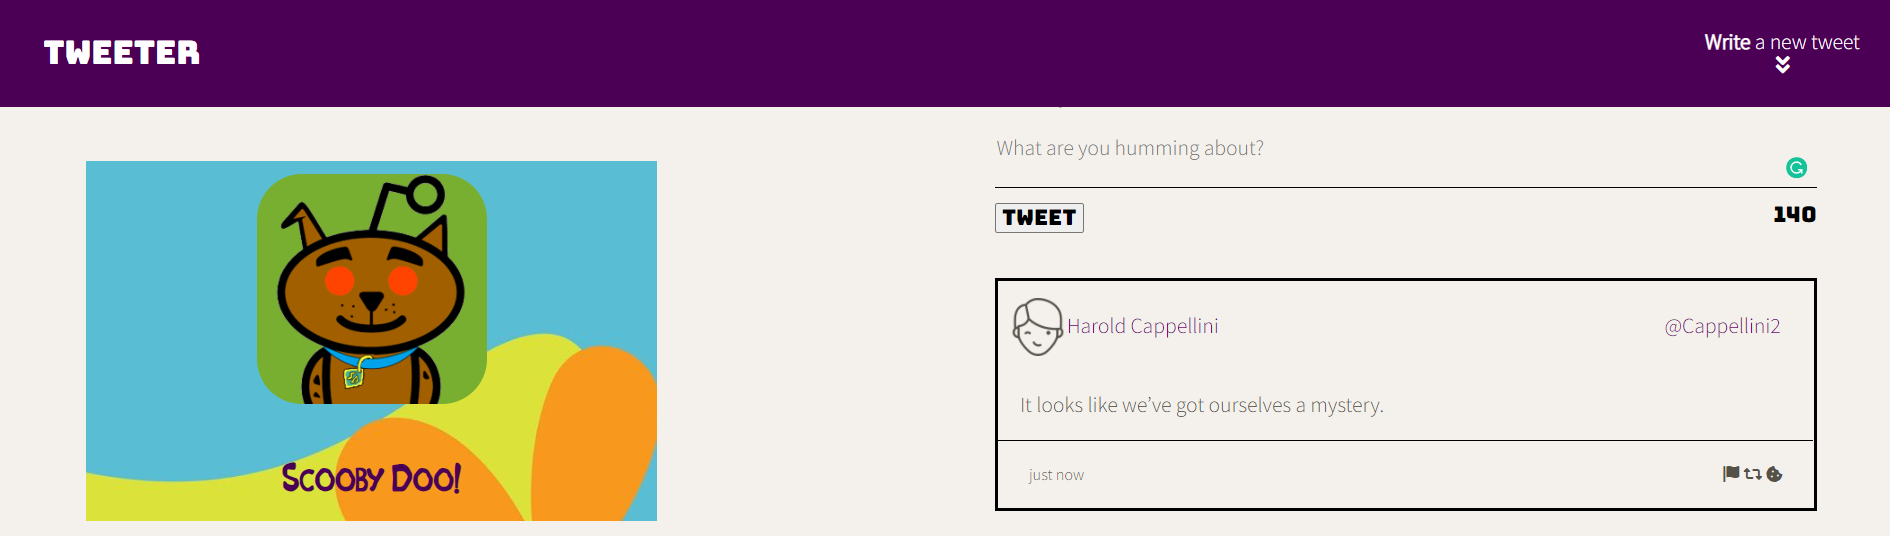 TWEETER
Write a new tweet
What are you humming about?
TWEET
140
Harold Cappellini
@Cappellini2
It looks like we’ve got ourselves a mystery.
just now
Scooby Doo!